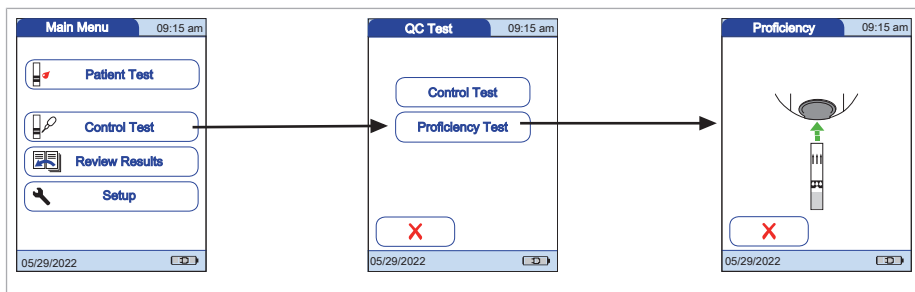 Main Menu
09:15 am
Patient Test
Control Test
Review Results
Setup
05/29/2022
QC Test
09:15 am
Control Test
Proficiency Test
05/29/2022
Proficiency
09:15 am
05/29/2022